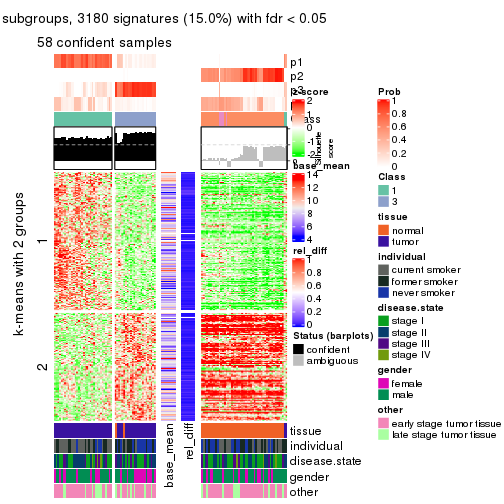 subgroups, 3180 signatures (15.0%) with fdr < 0.05
58 confident samples
p1
p2
p3
Class
k-means with 2 groups
1
2
base_mean
rel_diff
tissue
individual
disease.state
gender
other
z-score
2
1
0
-2
Silhouette
score
base_mean
14
12
10
8
6
4
rel_diff
1
0.8
0.6
0.4
0.2
0
Status (barplots)
confident
ambiguous
Prob
1
0.8
0.6
0.4
0.2
0
Class
1
3
tissue
normal
tumor
individual
current smoker
former smoker
never smoker
disease.state
stage I
stage II
stage III
stage IV
gender
female
male
other
early stage tumor tissue
late stage tumor tissue